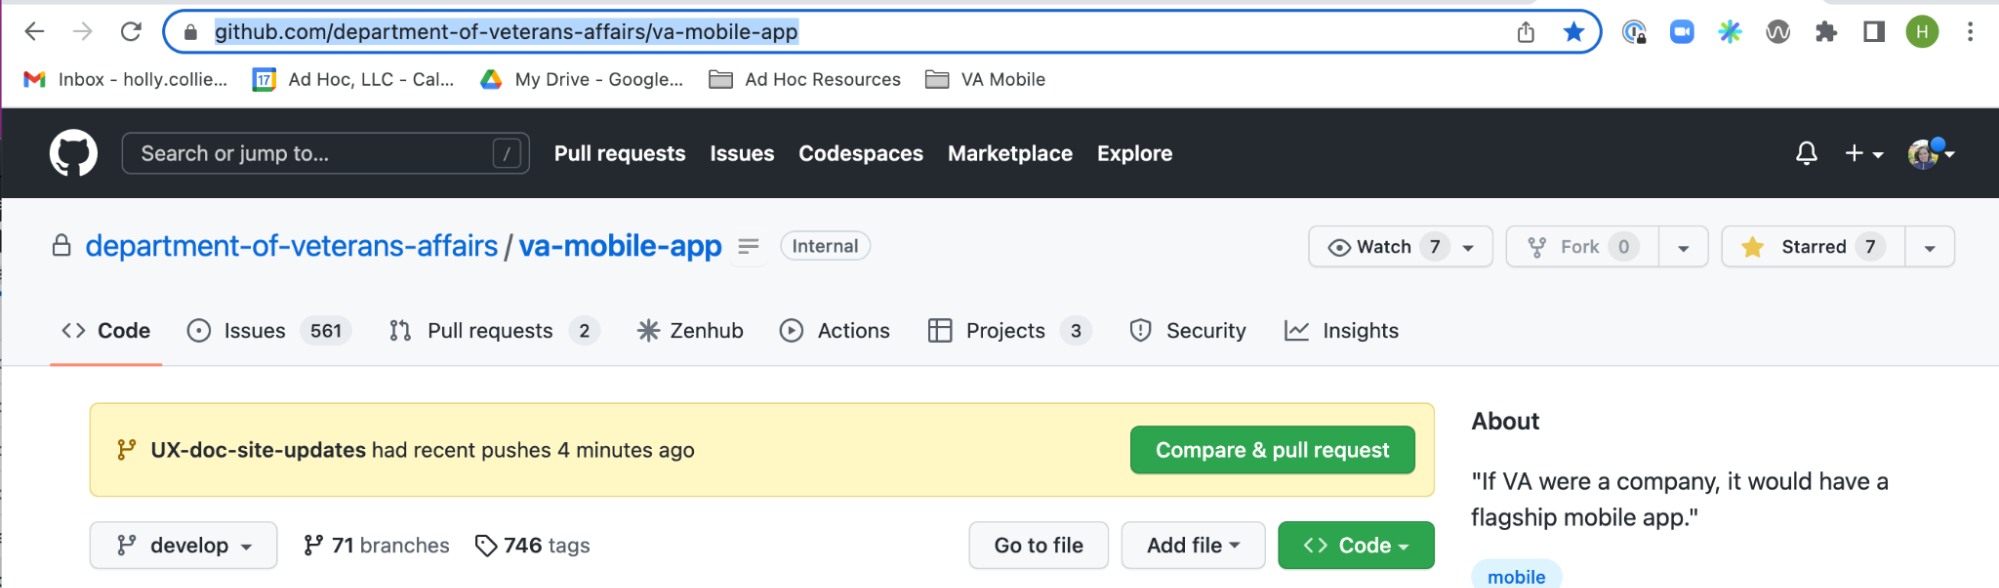 github.com/department-of-veterans-affairs/va-mobile-app
H
Inbox - holly.collie... 17 Ad Hoc, LLC - Cal... My Drive - Google... Ad Hoc Resources VA Mobile
Search or jump to... / Pull requests Issues Codespaces Marketplace Explore
department-of-veterans-affairs / va-mobile-app Internal Watch 7 Fork 0 Starred 7
Code Issues 561 Pull requests 2 Zenhub Actions Projects 3 Security Insights
UX-doc-site-updates had recent pushes 4 minutes ago Compare & pull request
develop 71 branches 746 tags Go to file Add file Code
About
"If VA were a company, it would have a
flagship mobile app."
mobile